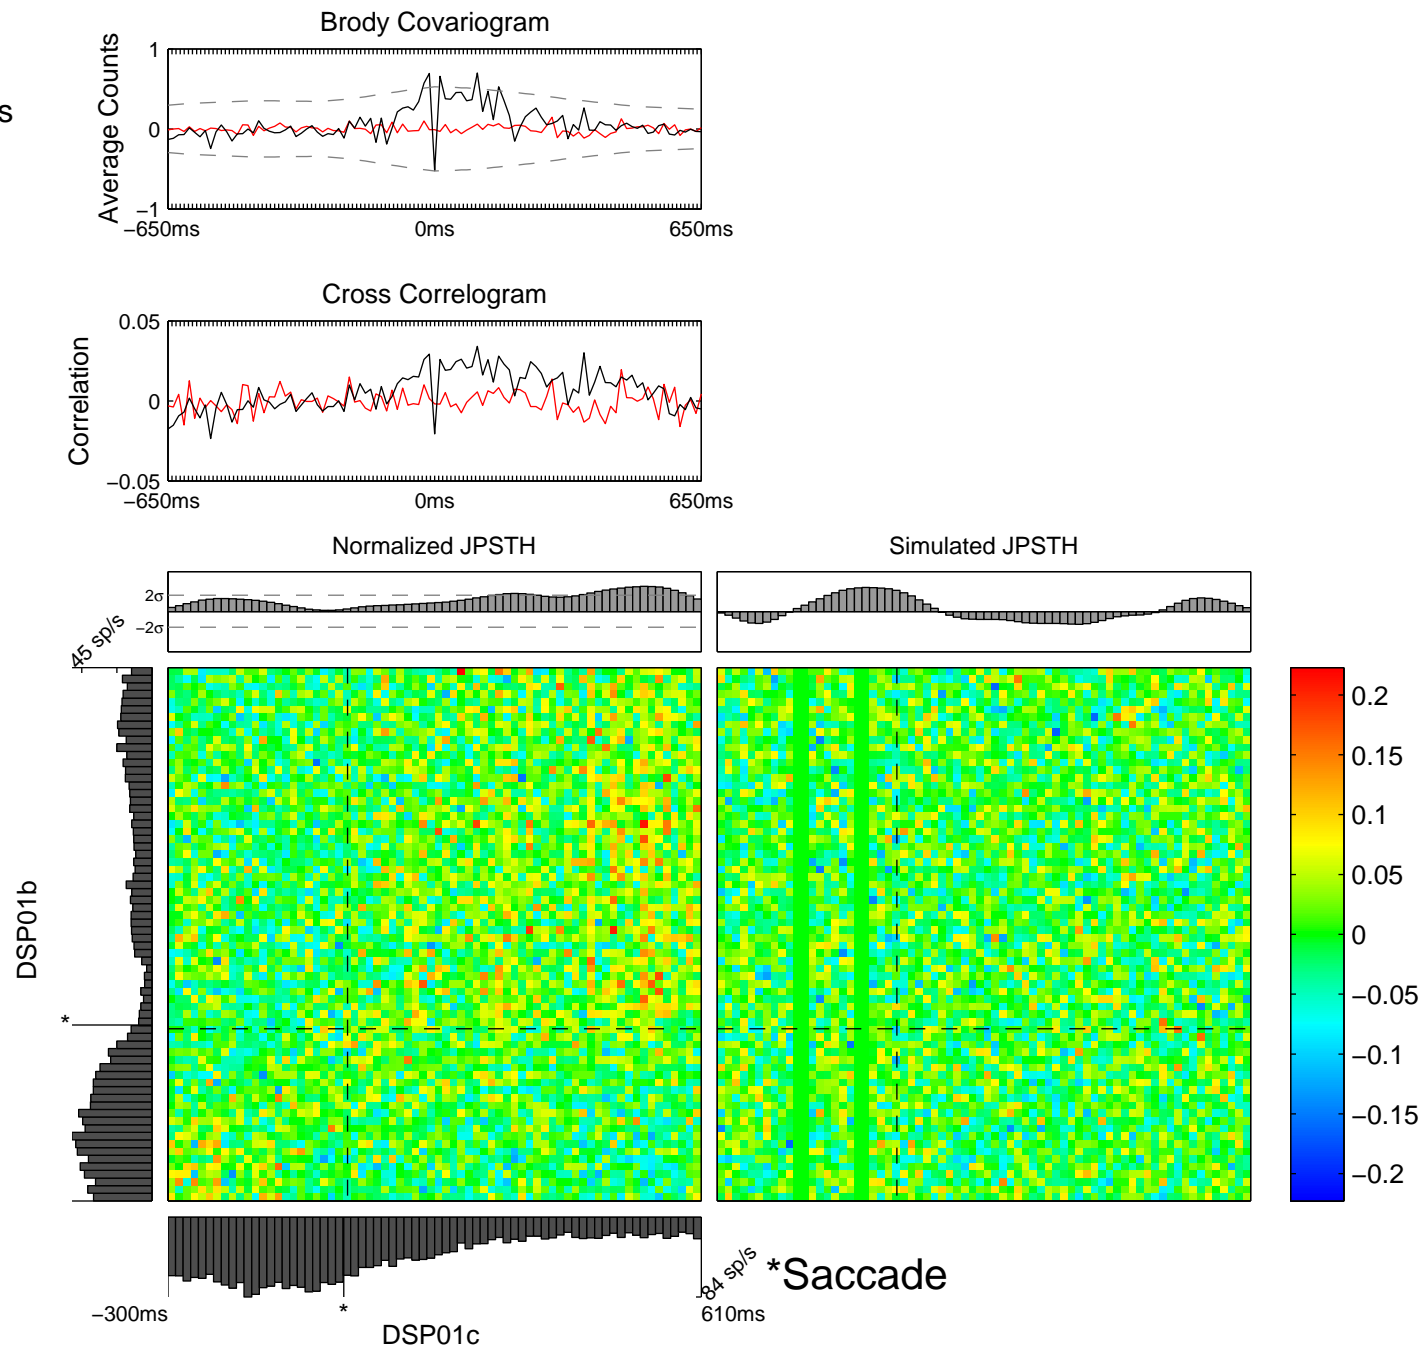 Brody Covariogram
s
Average Counts
1
0
−1
−650ms
0ms
650ms
Cross Correlogram
Correlation
0.05
0
−0.05
−650ms
0ms
650ms
Normalized JPSTH
Simulated JPSTH
2σ
−2σ
45 sp/s
DSP01b
*
0.2
0.15
0.1
0.05
0
−0.05
−0.1
−0.15
−0.2
84 sp/s
*Saccade
−300ms
*
610ms
DSP01c